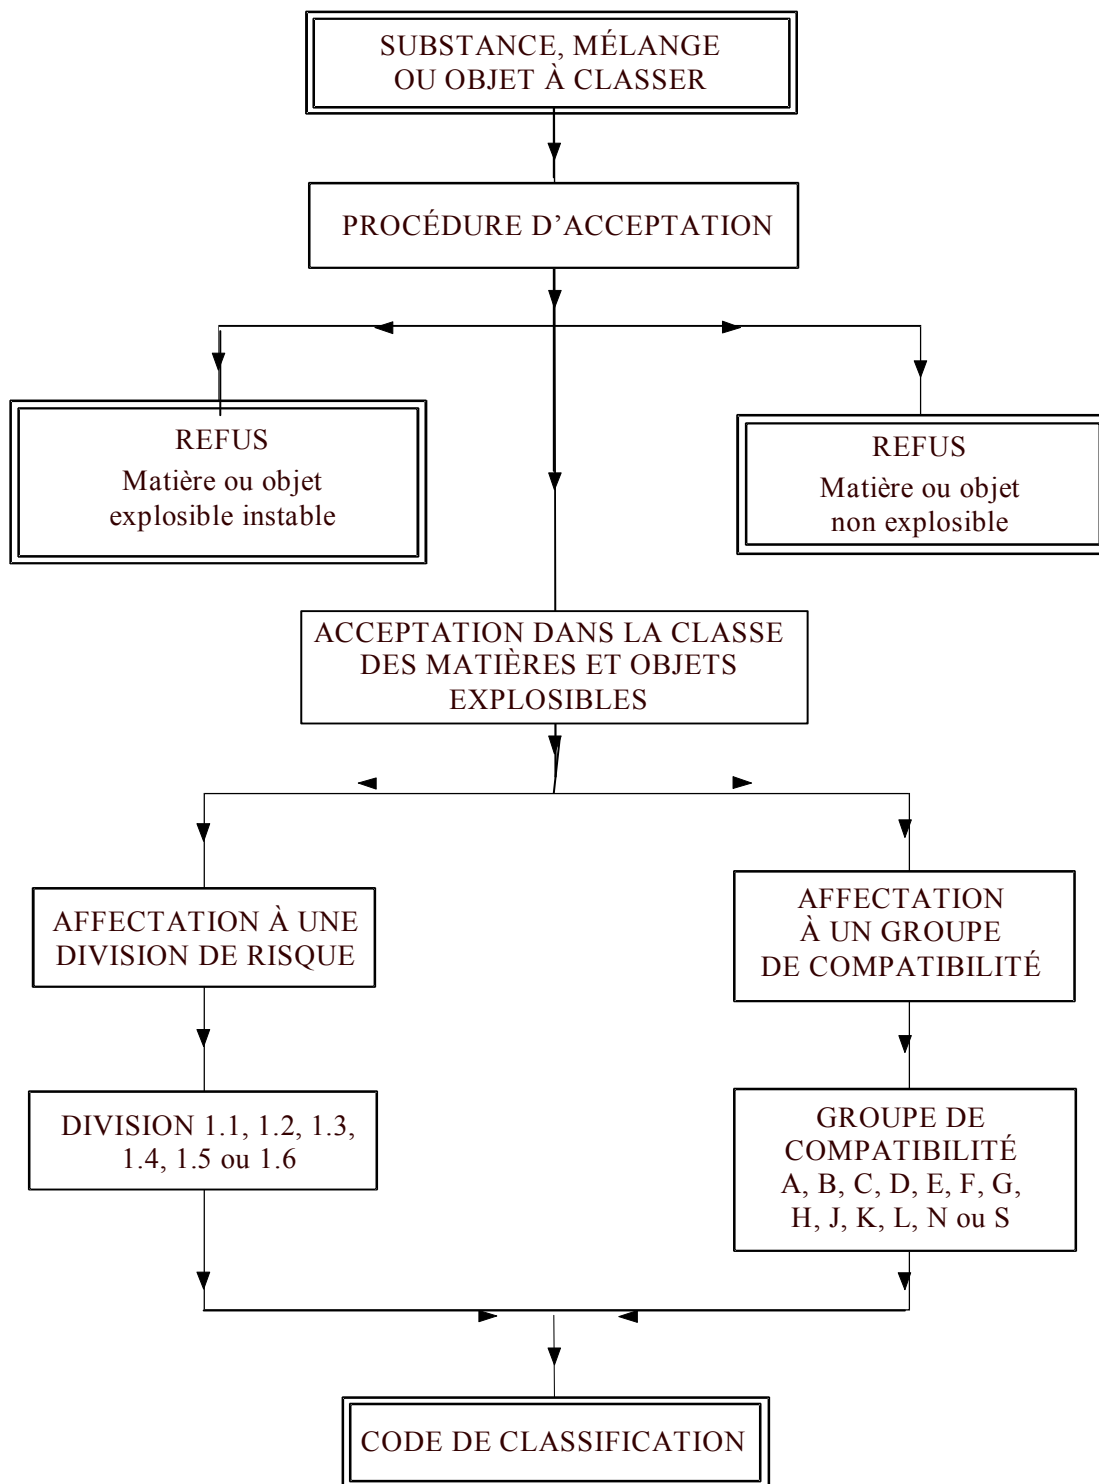 SUBSTANCE, MÉLANGE
OU OBJET À CLASSER
PROCÉDURE D’ACCEPTATION
REFUS
Matière ou objet
explosible instable
REFUS
Matière ou objet
non explosible
ACCEPTATION DANS LA CLASSE
DES MATIÈRES ET OBJETS
EXPLOSIBLES
AFFECTATION À UNE
DIVISION DE RISQUE
AFFECTATION
À UN GROUPE
DE COMPATIBILITÉ
DIVISION 1.1, 1.2, 1.3,
1.4, 1.5 ou 1.6
GROUPE DE
COMPATIBILITÉ
A, B, C, D, E, F, G,
H, J, K, L, N ou S
CODE DE CLASSIFICATION